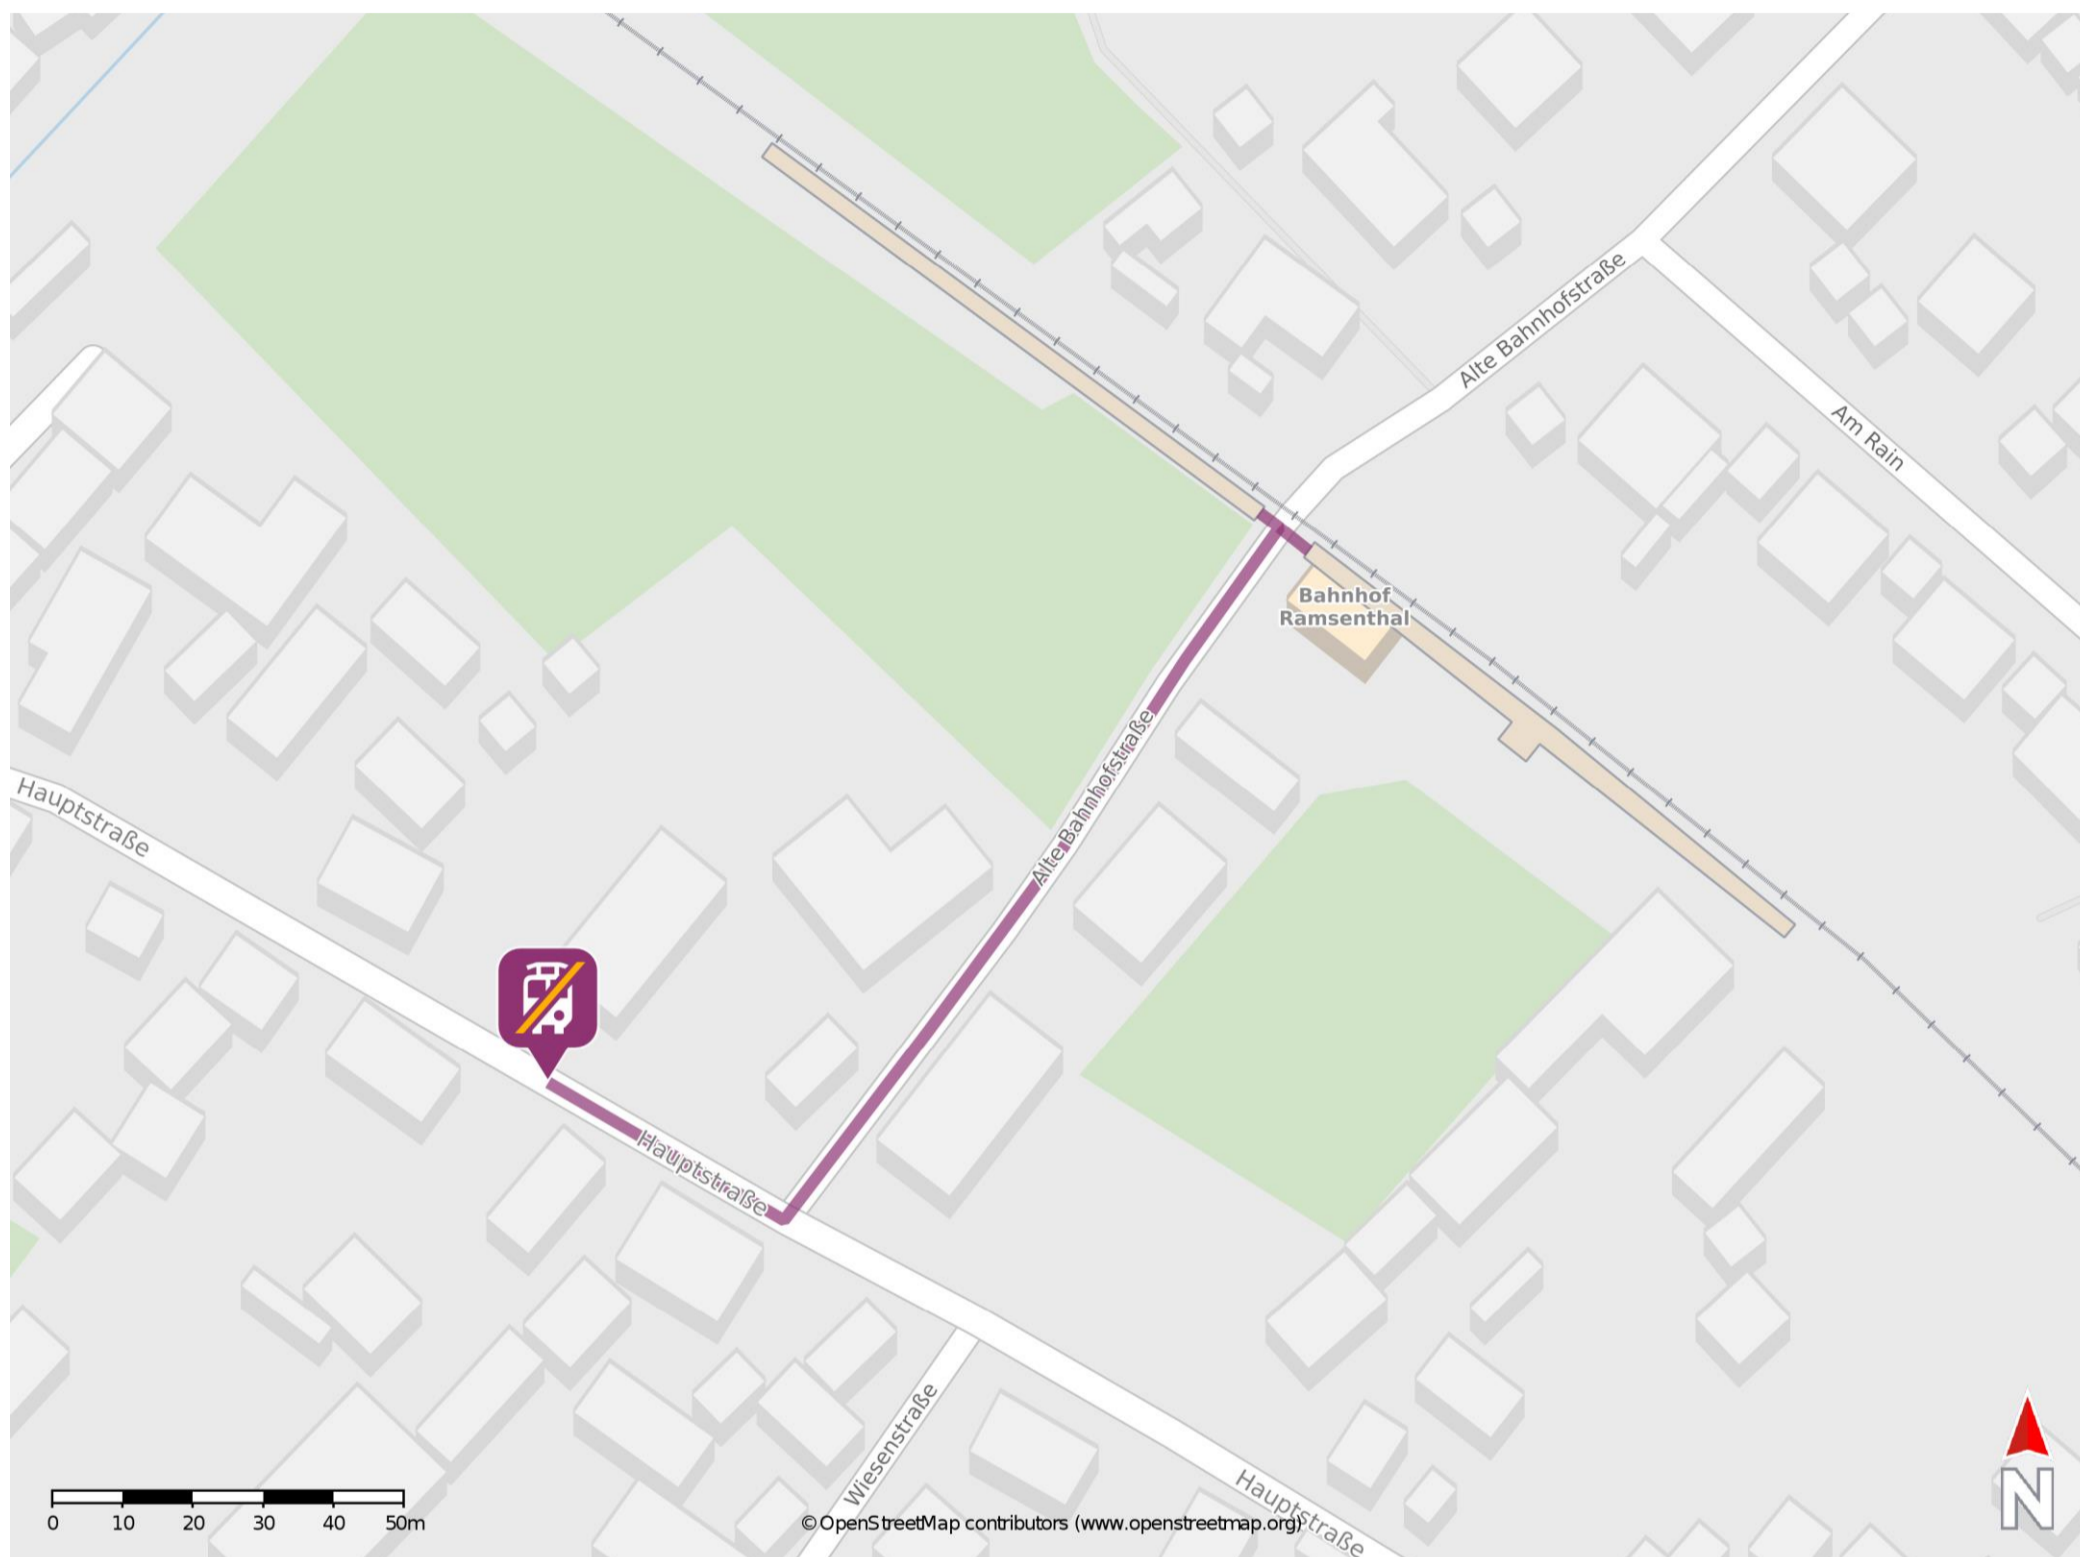 Alte Bahnhofstraße
Am Rain
Bahnhof
Ramsenthal
Alte Bahnhofstraße
Hauptstraße
Hauptstraße
Wiesenstraße
Hauptstraße
0 10 20 30 40 50m
© OpenStreetMap contributors (www.openstreetmap.org)
N